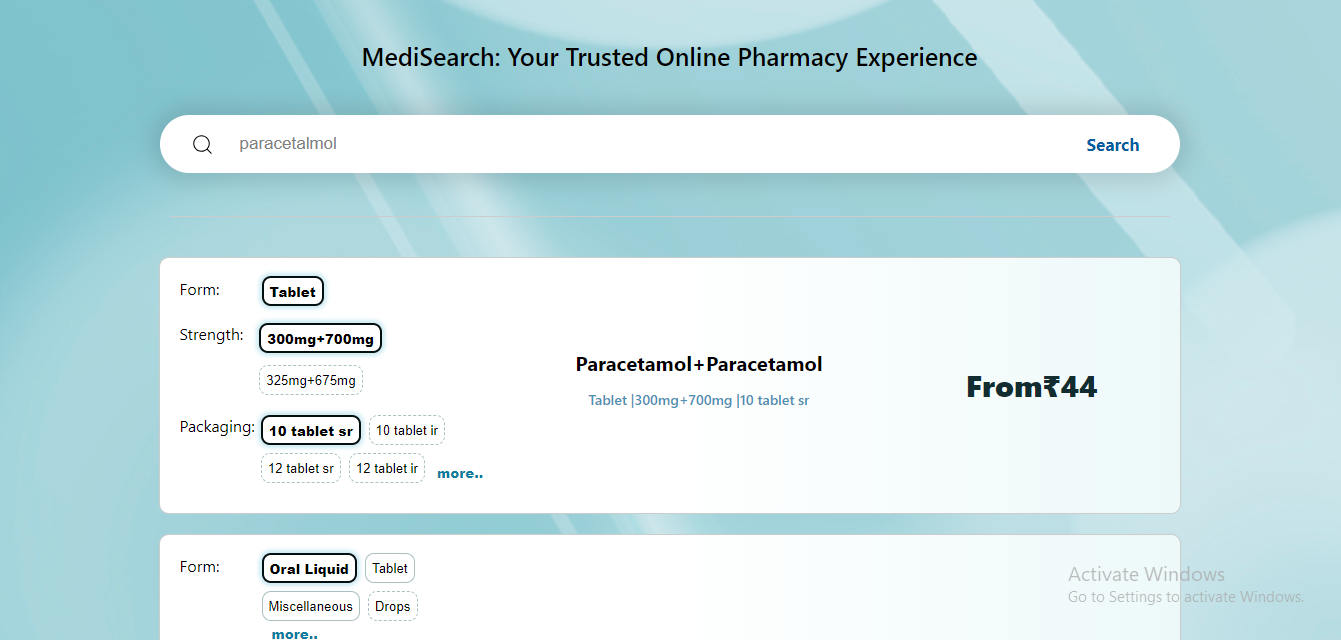 MediSearch: Your Trusted Online Pharmacy Experience
paracetalmol
Search
Form:
Tablet
Strength:
300mg+700mg
325mg+675mg
Packaging:
10 tablet sr
10 tablet ir
12 tablet sr
12 tablet ir
more..
Paracetamol+Paracetamol
Tablet |300mg+700mg |10 tablet sr
From₹44
Form:
Oral Liquid
Tablet
Miscellaneous
Drops
more..
Activate Windows
Go to Settings to activate Windows.